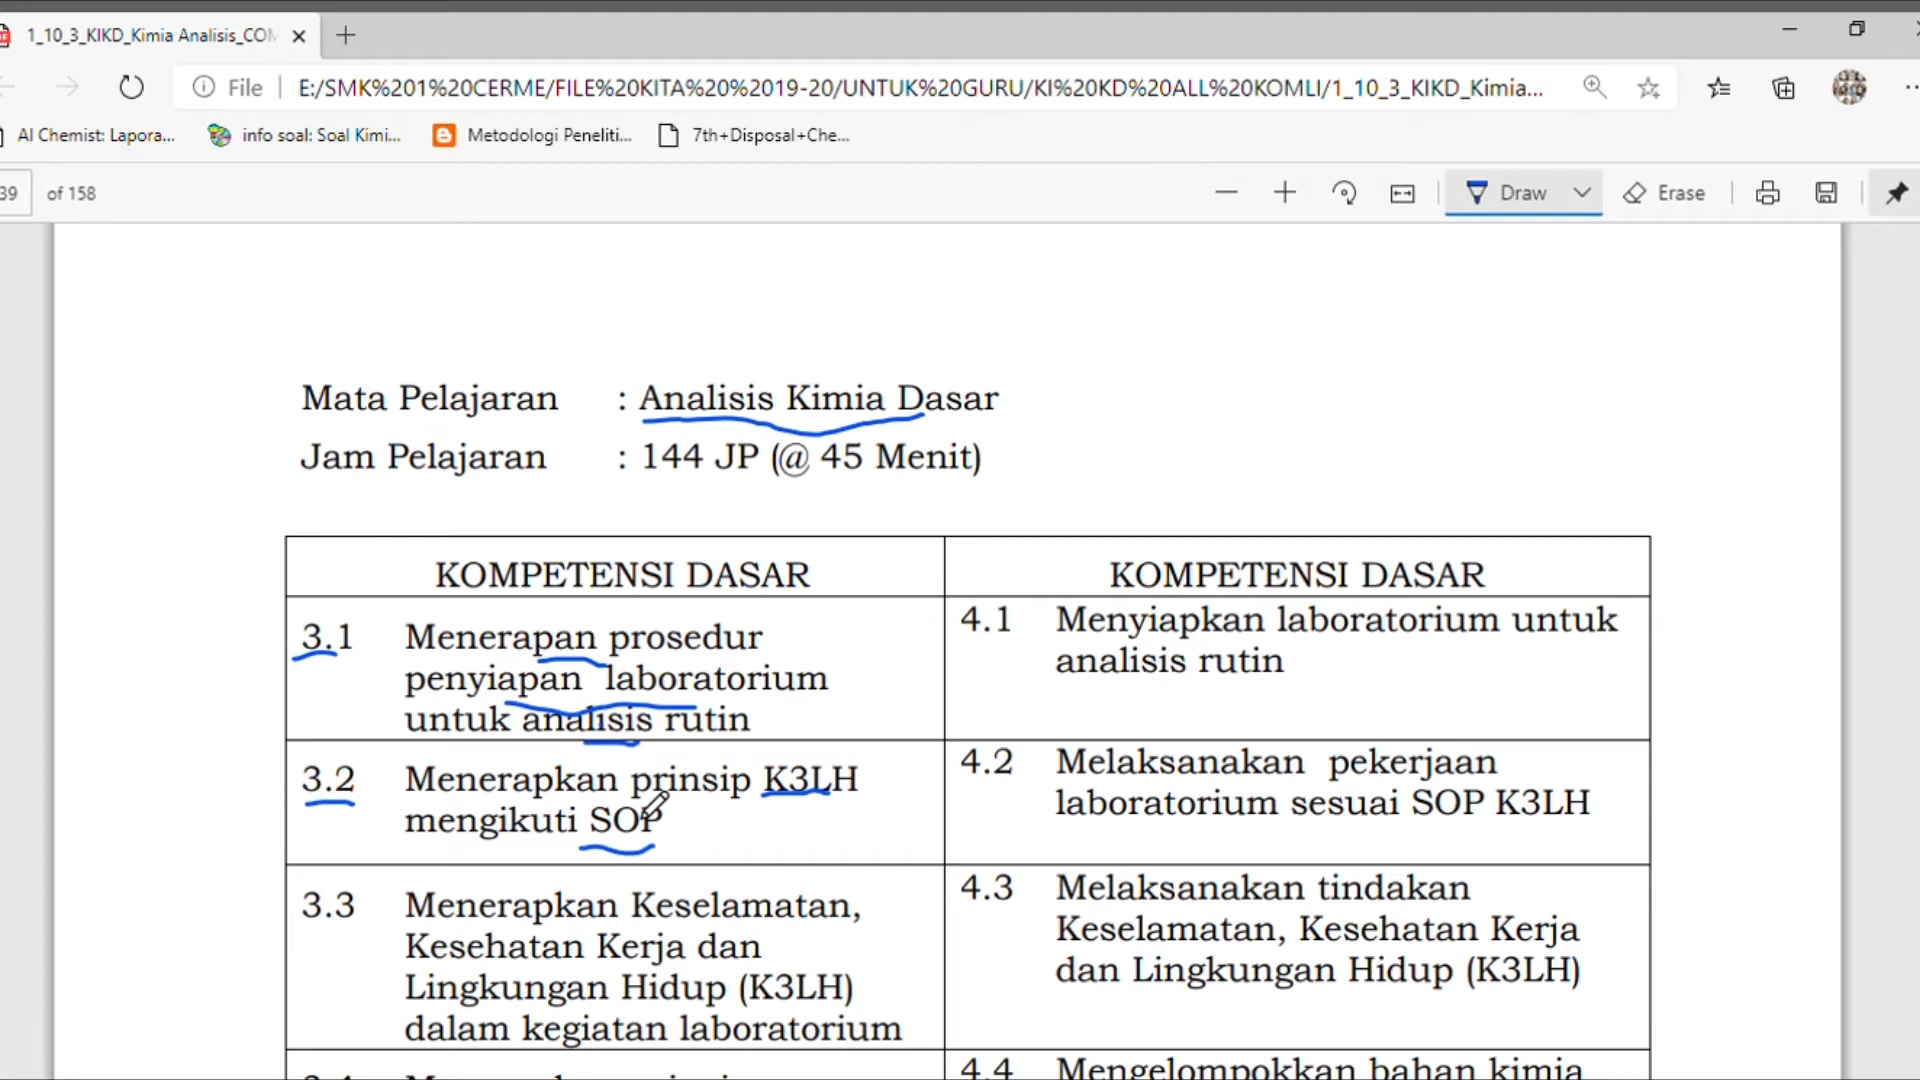 1_10_3_KIKD_Kimia Analisis_COM
File
E:/SMK%201%20CERME/FILE%20KITA%20%2019-20/UNTUK%20GURU/KI%20KD%20ALL%20KOMLI/1_10_3_KIKD_Kimia...
AI Chemist: Lapora... info soal: Soal Kimi... Metodologi Peneliti... 7th+Disposal+Che...
39 of 158 Draw Erase
Mata Pelajaran : Analisis Kimia Dasar
Jam Pelajaran : 144 JP (@ 45 Menit)
KOMPETENSI DASAR KOMPETENSI DASAR
3.1 Menerapan prosedur
penyiapan laboratorium
untuk analisis rutin
4.1 Menyiapkan laboratorium untuk
analisis rutin
3.2 Menerapkan prinsip K3LH
mengikuti SOP
4.2 Melaksanakan pekerjaan
laboratorium sesuai SOP K3LH
3.3 Menerapkan Keselamatan,
Kesehatan Kerja dan
Lingkungan Hidup (K3LH)
dalam kegiatan laboratorium
4.3 Melaksanakan tindakan
Keselamatan, Kesehatan Kerja
dan Lingkungan Hidup (K3LH)
4.4 Mengelompokkan bahan kimia